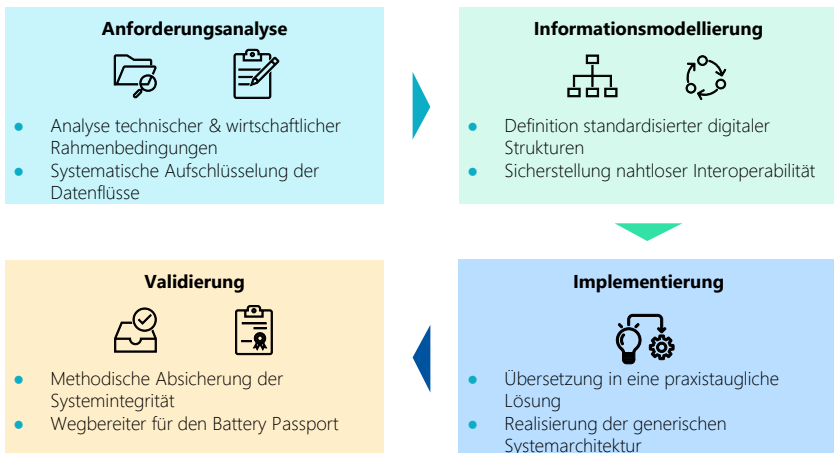 Anforderungsanalyse
● Analyse technischer & wirtschaftlicher
Rahmenbedingungen
● Systematische Aufschlüsselung der
Datenflüsse
Informationsmodellierung
● Definition standardisierter digitaler
Strukturen
● Sicherstellung nahtloser Interoperabilität
Validierung
● Methodische Absicherung der
Systemintegrität
● Wegbereiter für den Battery Passport
Implementierung
● Übersetzung in eine praxistaugliche
Lösung
● Realisierung der generischen
Systemarchitektur